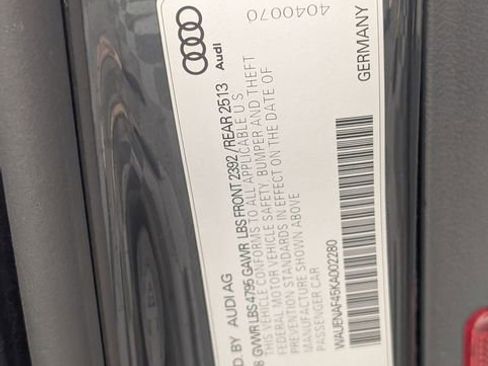 4040070
Audi
D. BY AUDI AG
8 GVWR LBS 4795 GAWR LBS FRONT 2392/REAR 2513
THIS VEHICLE CONFORMS TO ALL APPLICABLE U S
FEDERAL MOTOR VEHICLE SAFETY, BUMPER AND THEFT
PREVENTION STANDARDS IN EFFECT ON THE DATE OF
MANUFACTURE SHOWN ABOVE
PASSENGER CAR
WAUENAF45KA002280
GERMANY